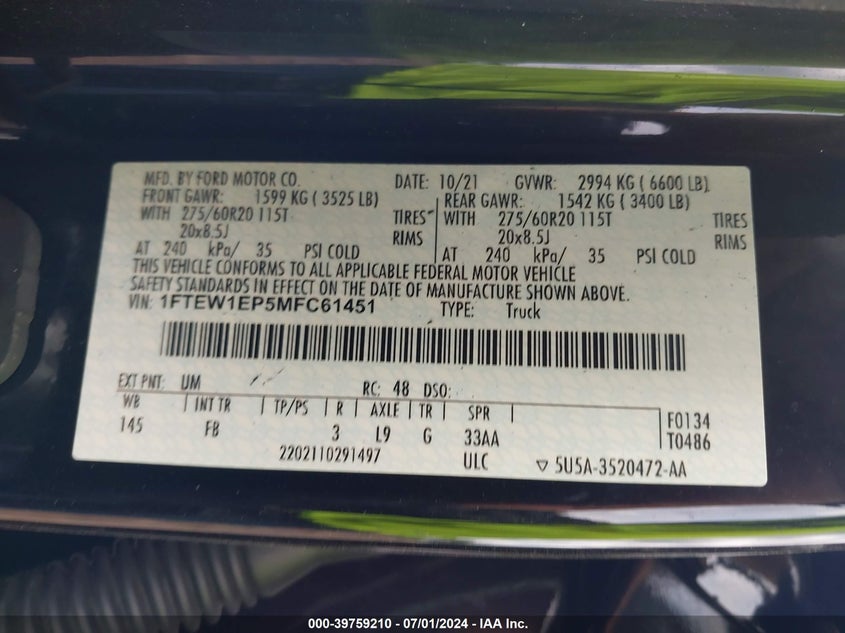 MFD. BY FORD MOTOR CO. DATE: 10/21 GVWR: 2994 KG ( 6600 LB)
FRONT GAWR: 1599 KG ( 3525 LB) REAR GAWR: 1542 KG ( 3400 LB)
WITH 275/60R20 115T TIRES WITH 275/60R20 115T TIRES
20x8.5J RIMS 20x8.5J RIMS
AT 240 kPa/ 35 PSI COLD AT 240 kPa/ 35 PSI COLD
THIS VEHICLE CONFORMS TO ALL APPLICABLE FEDERAL MOTOR VEHICLE
SAFETY STANDARDS IN EFFECT ON THE DATE OF MANUFACTURE SHOWN ABOVE.
VIN: 1FTEW1EP5MFC61451 TYPE: Truck
EXT PNT: UM RC: 48 DSO:
WB INT TR TP/PS R AXLE TR SPR F0134
145 FB 3 L9 G 33AA T0486
2202110291497 ULC ▽ 5U5A-3520472-AA
000-39759210 - 07/01/2024 - IAA Inc.